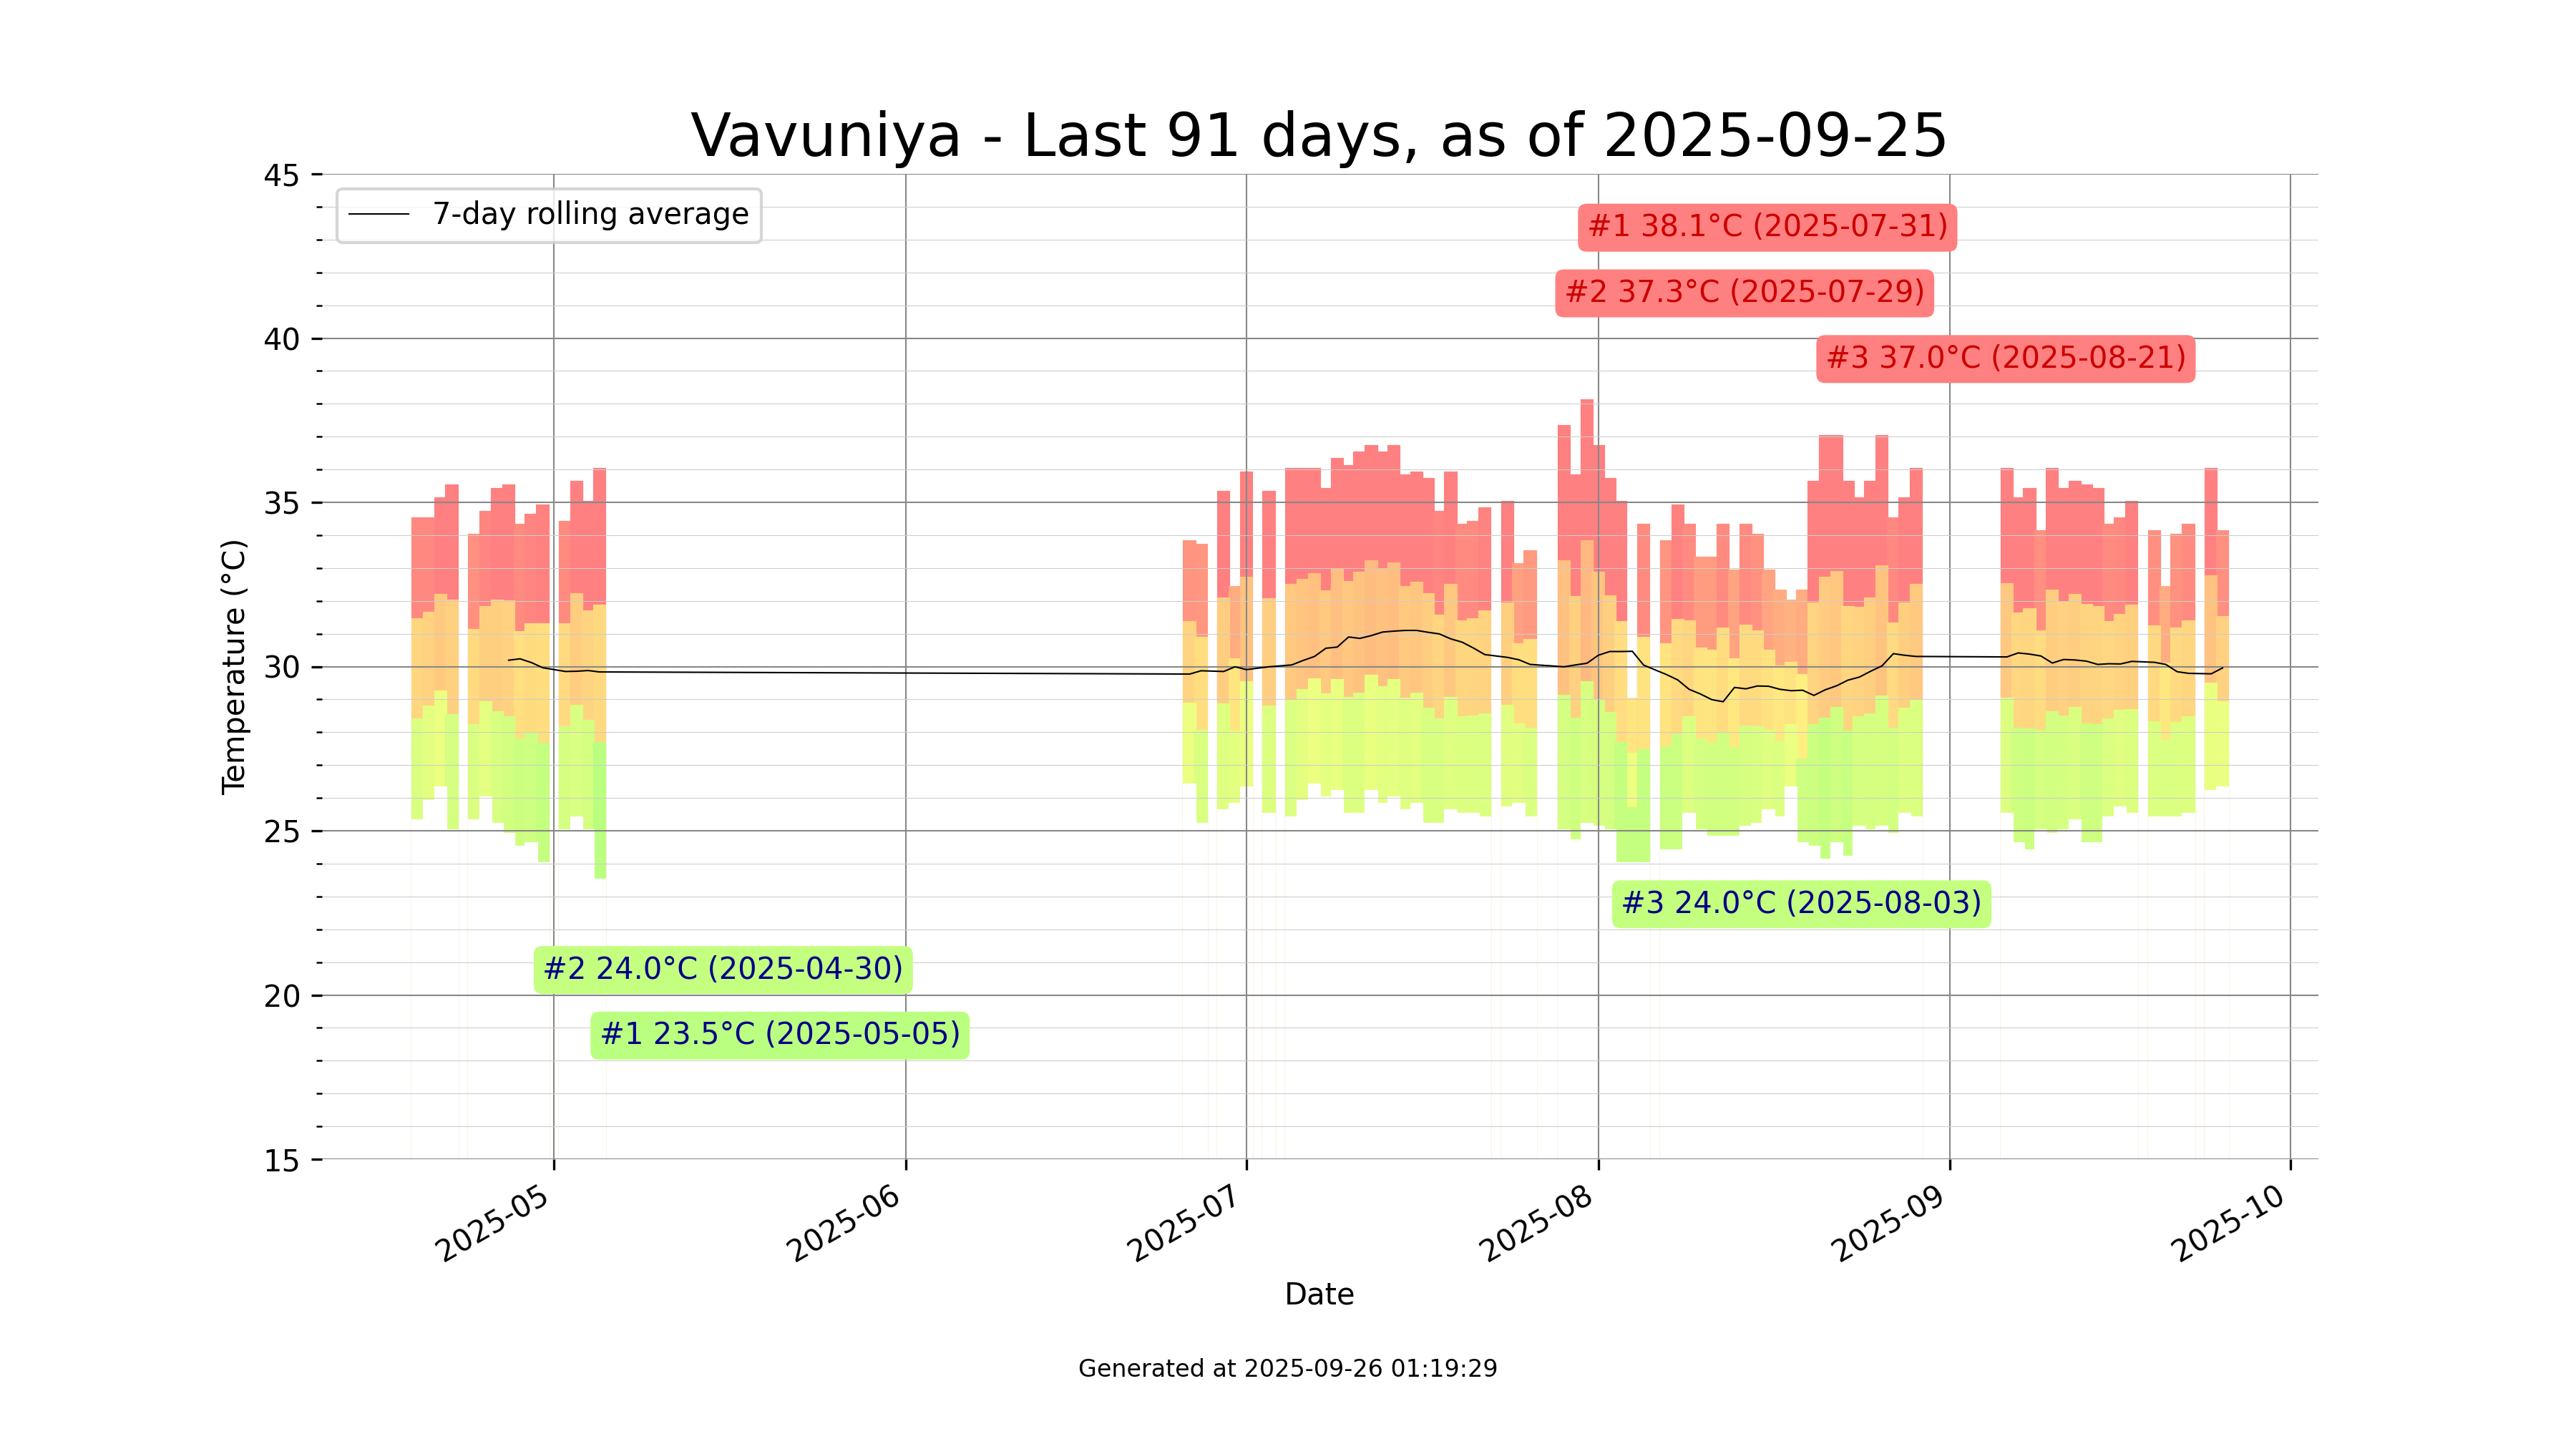 Vavuniya - Last 91 days, as of 2025-09-25
7-day rolling average
#1 38.1°C (2025-07-31)
#2 37.3°C (2025-07-29)
#3 37.0°C (2025-08-21)
#3 24.0°C (2025-08-03)
#2 24.0°C (2025-04-30)
#1 23.5°C (2025-05-05)
Temperature (°C)
45
40
35
30
25
20
15
2025-05
2025-06
2025-07
2025-08
2025-09
2025-10
Date
Generated at 2025-09-26 01:19:29